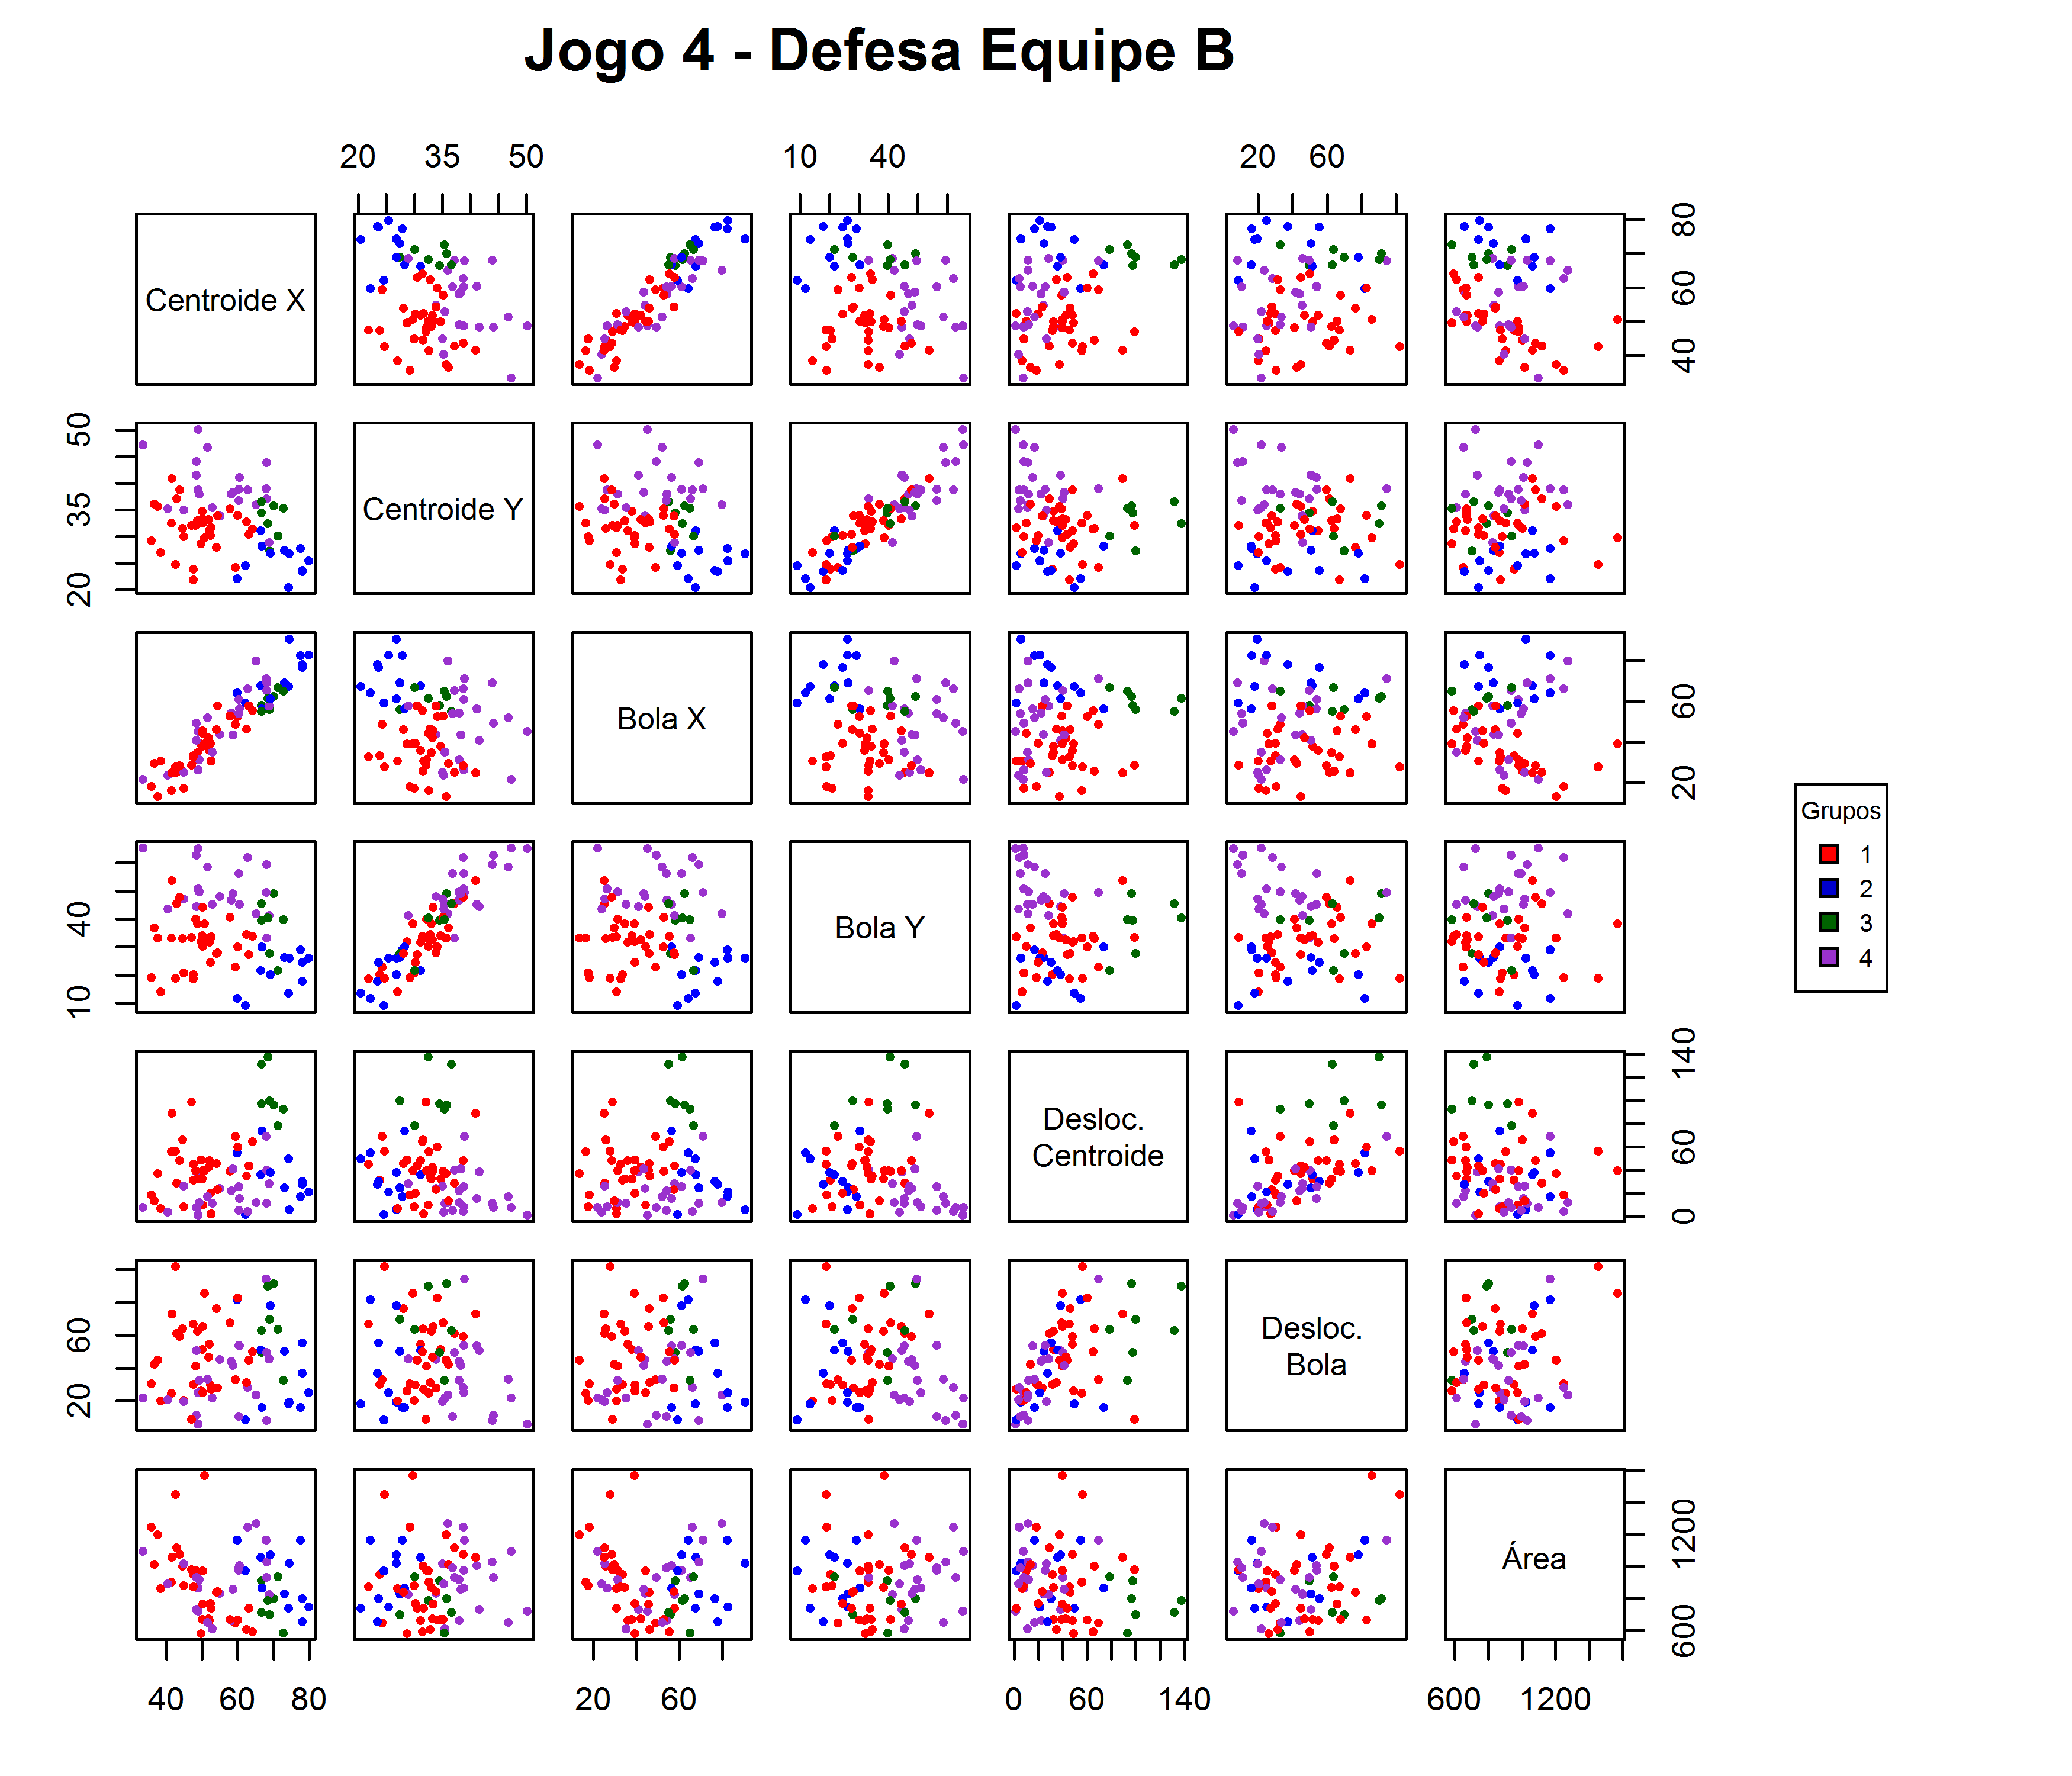 Jogo 4 - Defesa Equipe B
20 35 50 10 40 20 60
Centroide X
40 60 80
20 35 50
Centroide Y
Bola X
20 60
10 40
Bola Y
Desloc.
Centroide
0 60 140
20 60
Desloc.
Bola
Área
600 1200
40 60 80 20 60 0 60 140 600 1200
Grupos
1
2
3
4